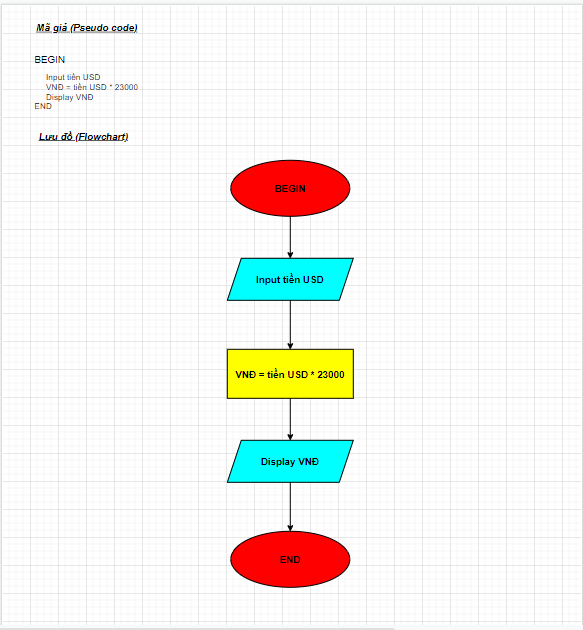 Mã giả (Pseudo code)
BEGIN
Input tiền USD
VNĐ = tiền USD * 23000
Display VNĐ
END
Lưu đồ (Flowchart)
BEGIN
Input tiền USD
VNĐ = tiền USD * 23000
Display VNĐ
END